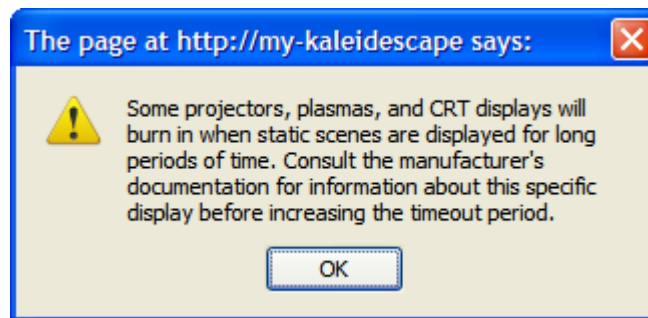 The page at http://my-kaleidescape says:
Some projectors, plasmas, and CRT displays will
burn in when static scenes are displayed for long
periods of time. Consult the manufacturer's
documentation for information about this specific
display before increasing the timeout period.
OK